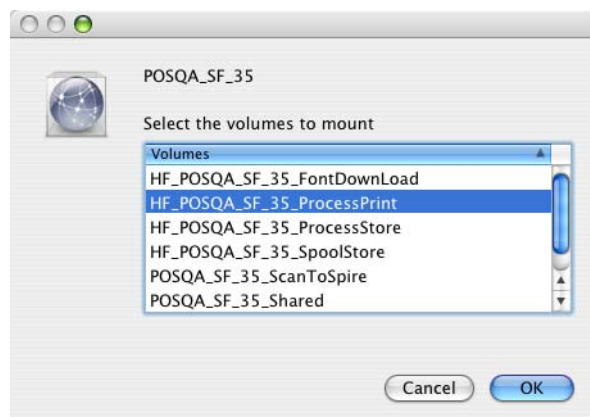 POSQA_SF_35
Select the volumes to mount
Volumes
HF_POSQA_SF_35_FontDownLoad
HF_POSQA_SF_35_ProcessPrint
HF_POSQA_SF_35_ProcessStore
HF_POSQA_SF_35_SpoolStore
POSQA_SF_35_ScanToSpire
POSQA_SF_35_Shared
Cancel OK